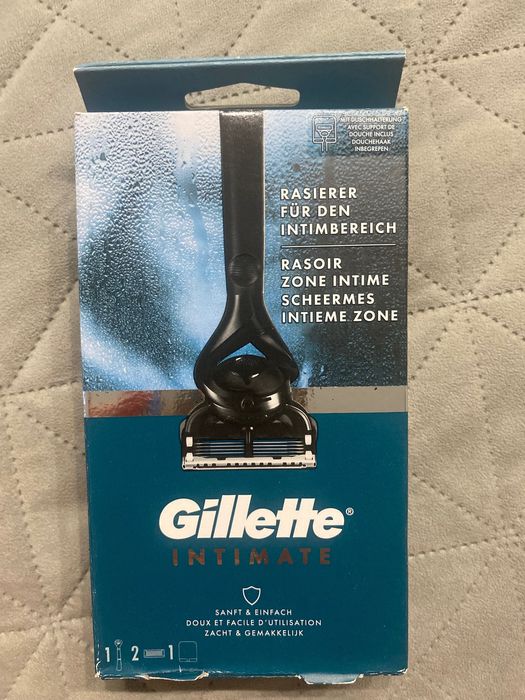 MIT DUSCHHALTERUNG
AVEC SUPPORT DE
DOUCHE INCLUS
DOUCHEHAAK
INBEGREPEN
RASIERER
FÜR DEN
INTIMBEREICH
RASOIR
ZONE INTIME
SCHEERMES
INTIEME ZONE
Gillette®
INTIMATE
SANFT & EINFACH
DOUX ET FACILE D'UTILISATION
ZACHT & GEMAKKELIJK
1 2 1